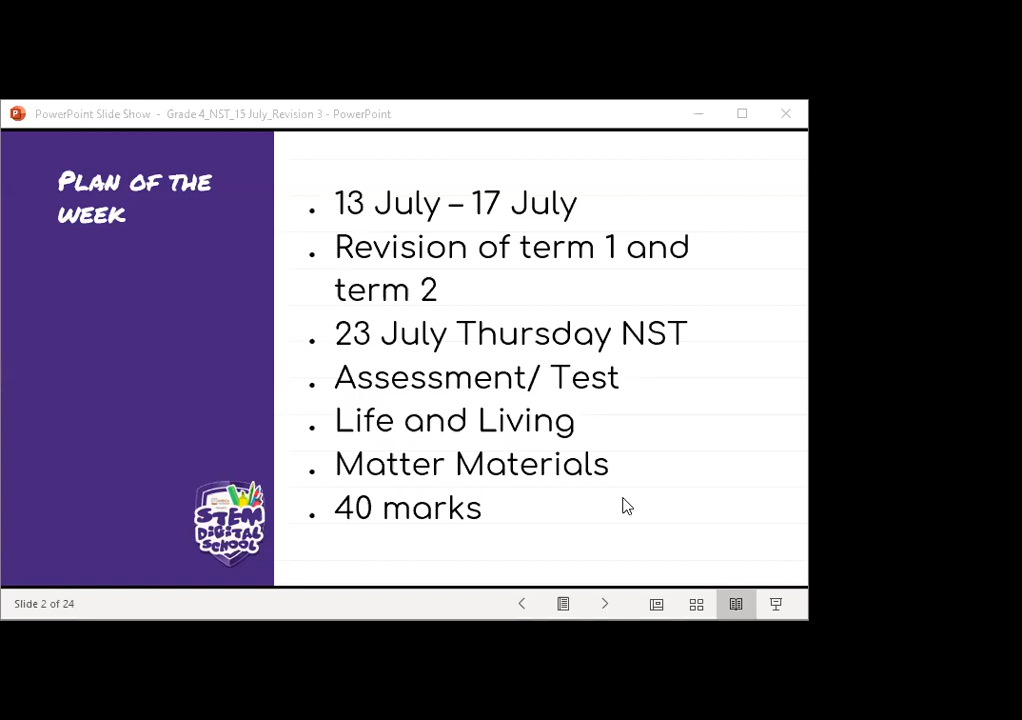 PowerPoint Slide Show - Grade 4_NST_15 July_Revision 3 - PowerPoint
PLAN OF THE
WEEK
. 13 July – 17 July
. Revision of term 1 and
term 2
. 23 July Thursday NST
. Assessment/ Test
. Life and Living
. Matter Materials
. 40 marks
STEM
DIGITAL
SCHOOL
Slide 2 of 24